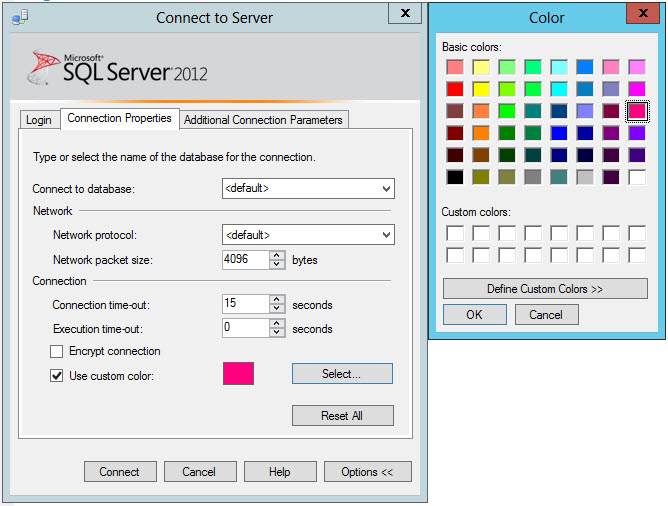 Connect to Server
x
Microsoft®
SQL Server® 2012
Login
Connection Properties
Additional Connection Parameters
Type or select the name of the database for the connection.
Connect to database:
<default>
Network
Network protocol:
<default>
Network packet size:
4096
bytes
Connection
Connection time-out:
15
seconds
Execution time-out:
0
seconds
Encrypt connection
Use custom color:
Select...
Reset All
Connect
Cancel
Help
Options <<
Color
x
Basic colors:
Custom colors:
Define Custom Colors >>
OK
Cancel